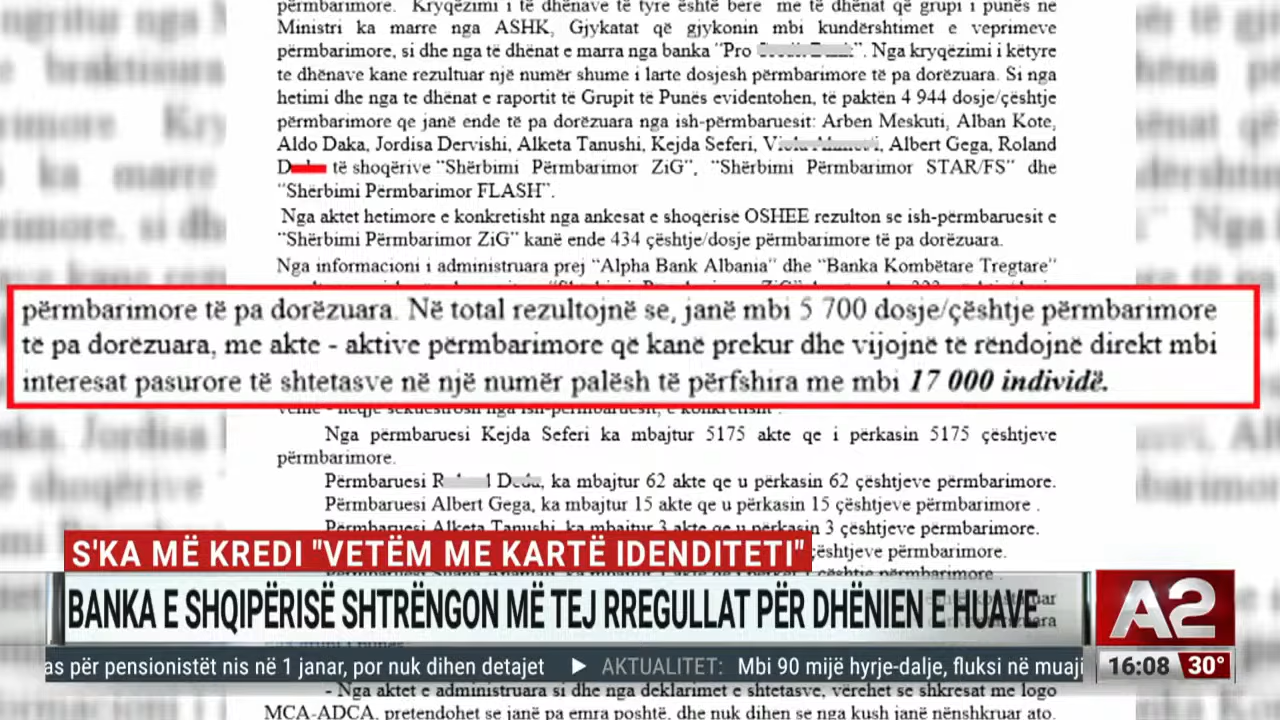 përmbarimore. Kryqëzimi i të dhënave të tyre është bërë me të dhënat që grupi i punës në
Ministri ka marre nga ASHK, Gjykatat që gjykonin mbi kundërshtimet e veprimeve
përmbarimore, si dhe nga të dhënat e marra nga banka "Pro". Nga kryqëzimi i këtyre
te dhënave kane rezultuar një numër shume i larte dosjesh përmbarimore të pa dorëzuara. Si nga
hetimi dhe nga te dhënat e raportit të Grupit të Punës evidentohen, të paktën 4 944 dosje/çështje
përmbarimore qe janë ende të pa dorëzuara nga ish-përmbaruesit: Arben Meskuti, Alban Kote,
Aldo Daka, Jordisa Dervishi, Alketa Tanushi, Kejda Seferi, Albert Gega, Roland
të shoqërive "Shërbimi Përmbarimor ZiG", "Shërbimi Përmbarimor STAR/FS" dhe
"Shërbimi Përmbarimor FLASH".
Nga aktet hetimore e konkretisht nga ankesat e shoqerisë OSHEE rezulton se ish-përmbaruesit e
"Shërbimi Përmbarimor ZiG" kanë ende 434 çështje/dosje përmbarimore të pa dorëzuara.
Nga informacioni i administruara prej "Alpha Bank Albania" dhe "Banka Kombëtare Tregtare"
përmbarimore të pa dorëzuara. Në total rezultojnë se, janë mbi 5 700 dosje/çështje përmbarimore
të pa dorëzuara, me akte - aktive përmbarimore që kanë prekur dhe vijojnë të rëndojnë direkt mbi
interesat pasurore të shtetasve në një numër palësh të përfshira me mbi 17 000 individë.
Nga përmbaruesi Kejda Seferi ka mbajtur 5175 akte qe i përkasin 5175 çështjeve
përmbarimore.
Përmbaruesi ka mbajtur 62 akte qe u përkasin 62 çështjeve përmbarimore.
Përmbaruesi Albert Gega, ka mbajtur 15 akte qe u përkasin 15 çështjeve përmbarimore .
Përmbaruesi Alketa Tanushi, ka mbajtur 3 akte qe u përkasin 3 çështjeve përmbarimore.
çështjeve përmbarimore.
S'KA MË KREDI "VETËM ME KARTË IDENDITETI"
BANKA E SHQIPËRISË SHTRËNGON MË TEJ RREGULLAT PËR DHËNIEN E HUAVE
A2
as për pensionistët nis në 1 janar, por nuk dihen detajet ▶ AKTUALITET: Mbi 90 mijë hyrje-dalje, fluksi në muaji
16:08 30°
- Nga aktet e administruara si dhe nga deklarimet e shtetasve, vërehet se shkresat me logo
MCA-ADCA, pretendohet se janë pa emra poshtë, dhe nuk dihen se nga kush janë nënshkruar ato.